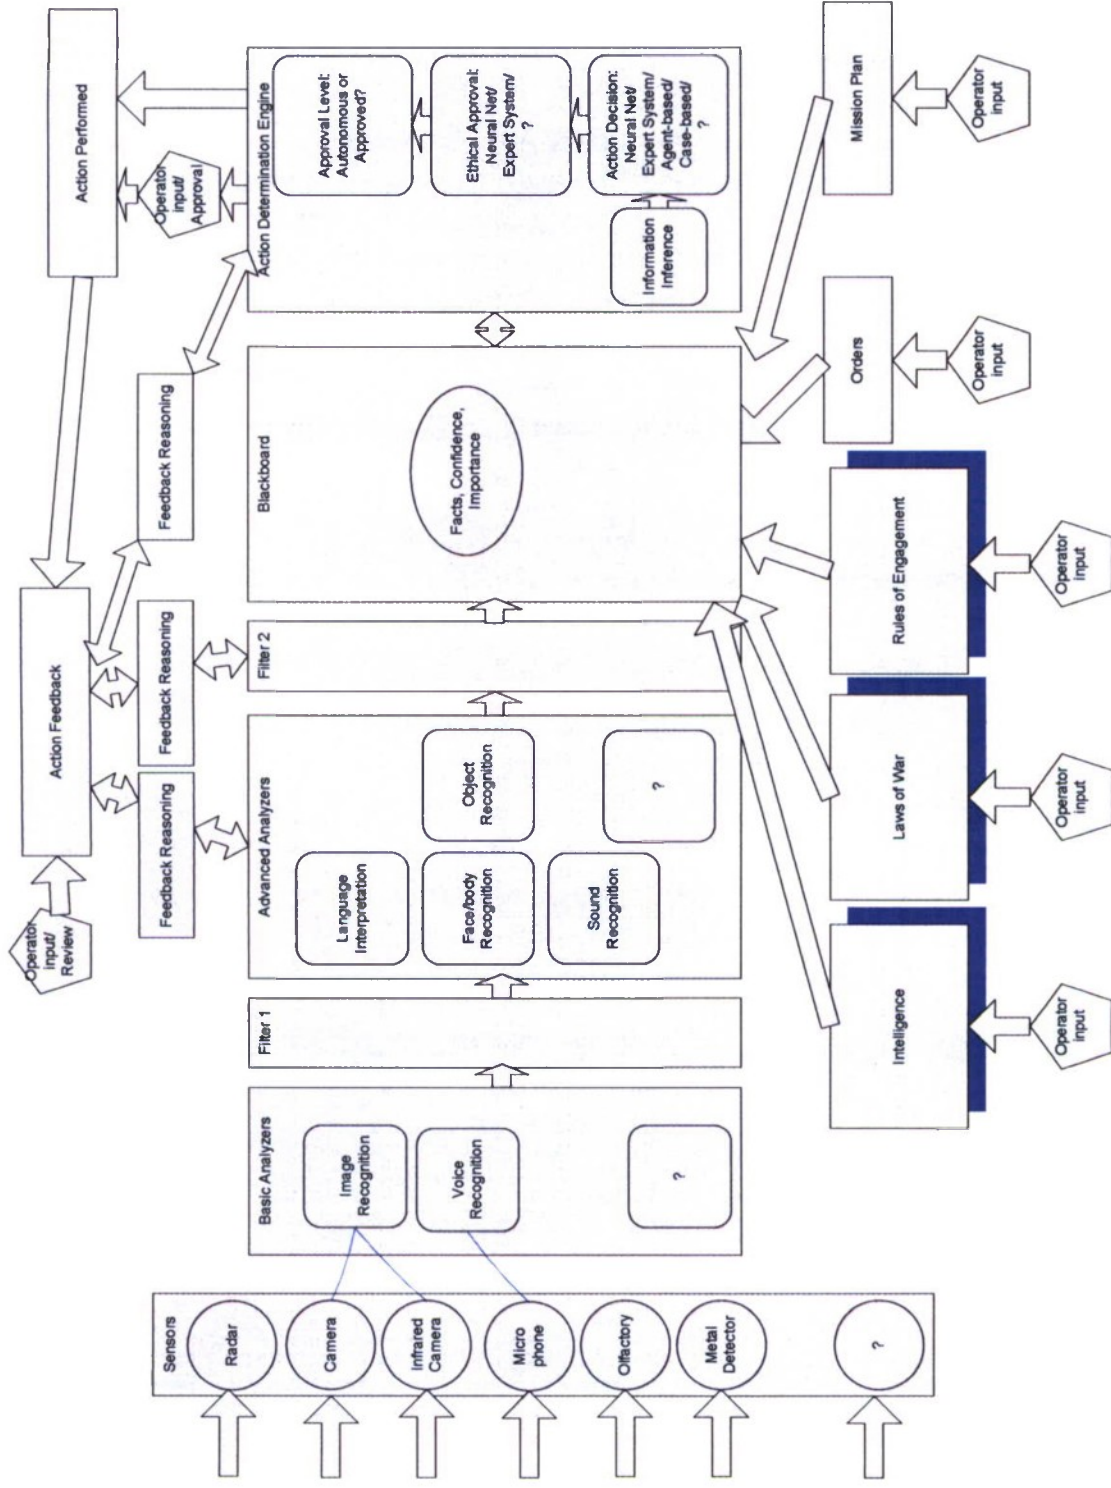 Sensors
Radar
Camera
Infrared
Camera
Micro
phone
Olfactory
Metal
Detector
?
Basic Analyzers
Image
Recognition
Voice
Recognition
?
Filter 1
Advanced Analyzers
Language
Interpretation
Face/body
Recognition
Sound
Recognition
Object
Recognition
?
Filter 2
Blackboard
Facts, Confidence,
Importance
Action Determination Engine
Information
Inference
Approval Level:
Autonomous or
Approved?
Ethical Approval:
Neural Net/
Expert System/
?
Action Decision:
Neural Net/
Expert System/
Agent-based/
Case-based/
?
Operator
input/
Review
Action Feedback
Feedback Reasoning
Feedback Reasoning
Feedback Reasoning
Action Performed
Operator
input/
Approval
Intelligence
Operator
input
Laws of War
Operator
input
Rules of Engagement
Operator
input
Orders
Operator
input
Mission Plan
Operator
input